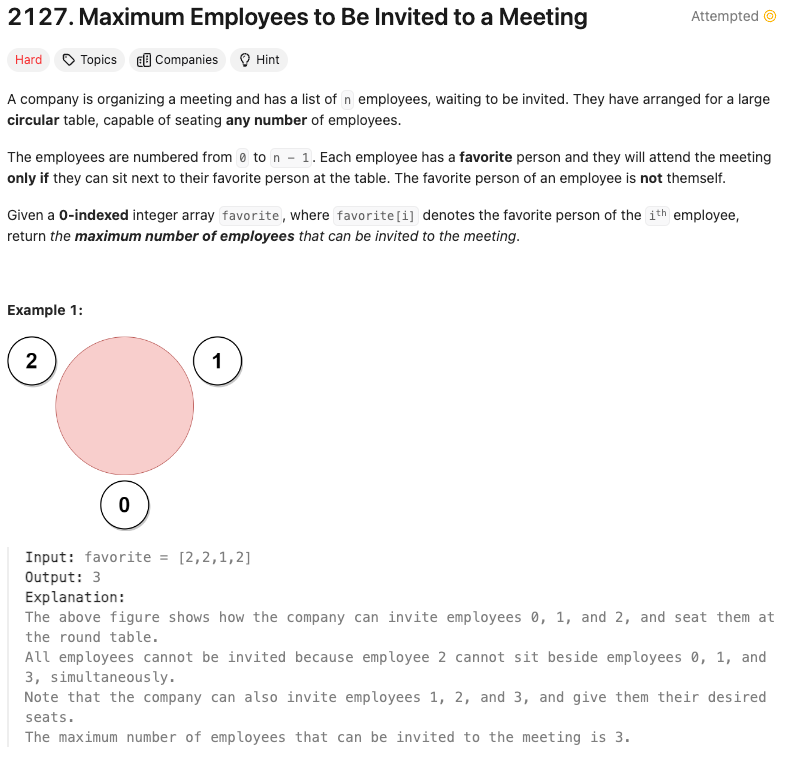 2127. Maximum Employees to Be Invited to a Meeting
Attempted
Hard Topics Companies Hint
A company is organizing a meeting and has a list of n employees, waiting to be invited. They have arranged for a large
circular table, capable of seating any number of employees.
The employees are numbered from 0 to n - 1. Each employee has a favorite person and they will attend the meeting
only if they can sit next to their favorite person at the table. The favorite person of an employee is not themself.
Given a 0-indexed integer array favorite, where favorite[i] denotes the favorite person of the ith employee,
return the maximum number of employees that can be invited to the meeting.
Example 1:
2 1
0
Input: favorite = [2,2,1,2]
Output: 3
Explanation:
The above figure shows how the company can invite employees 0, 1, and 2, and seat them at
the round table.
All employees cannot be invited because employee 2 cannot sit beside employees 0, 1, and
3, simultaneously.
Note that the company can also invite employees 1, 2, and 3, and give them their desired
seats.
The maximum number of employees that can be invited to the meeting is 3.